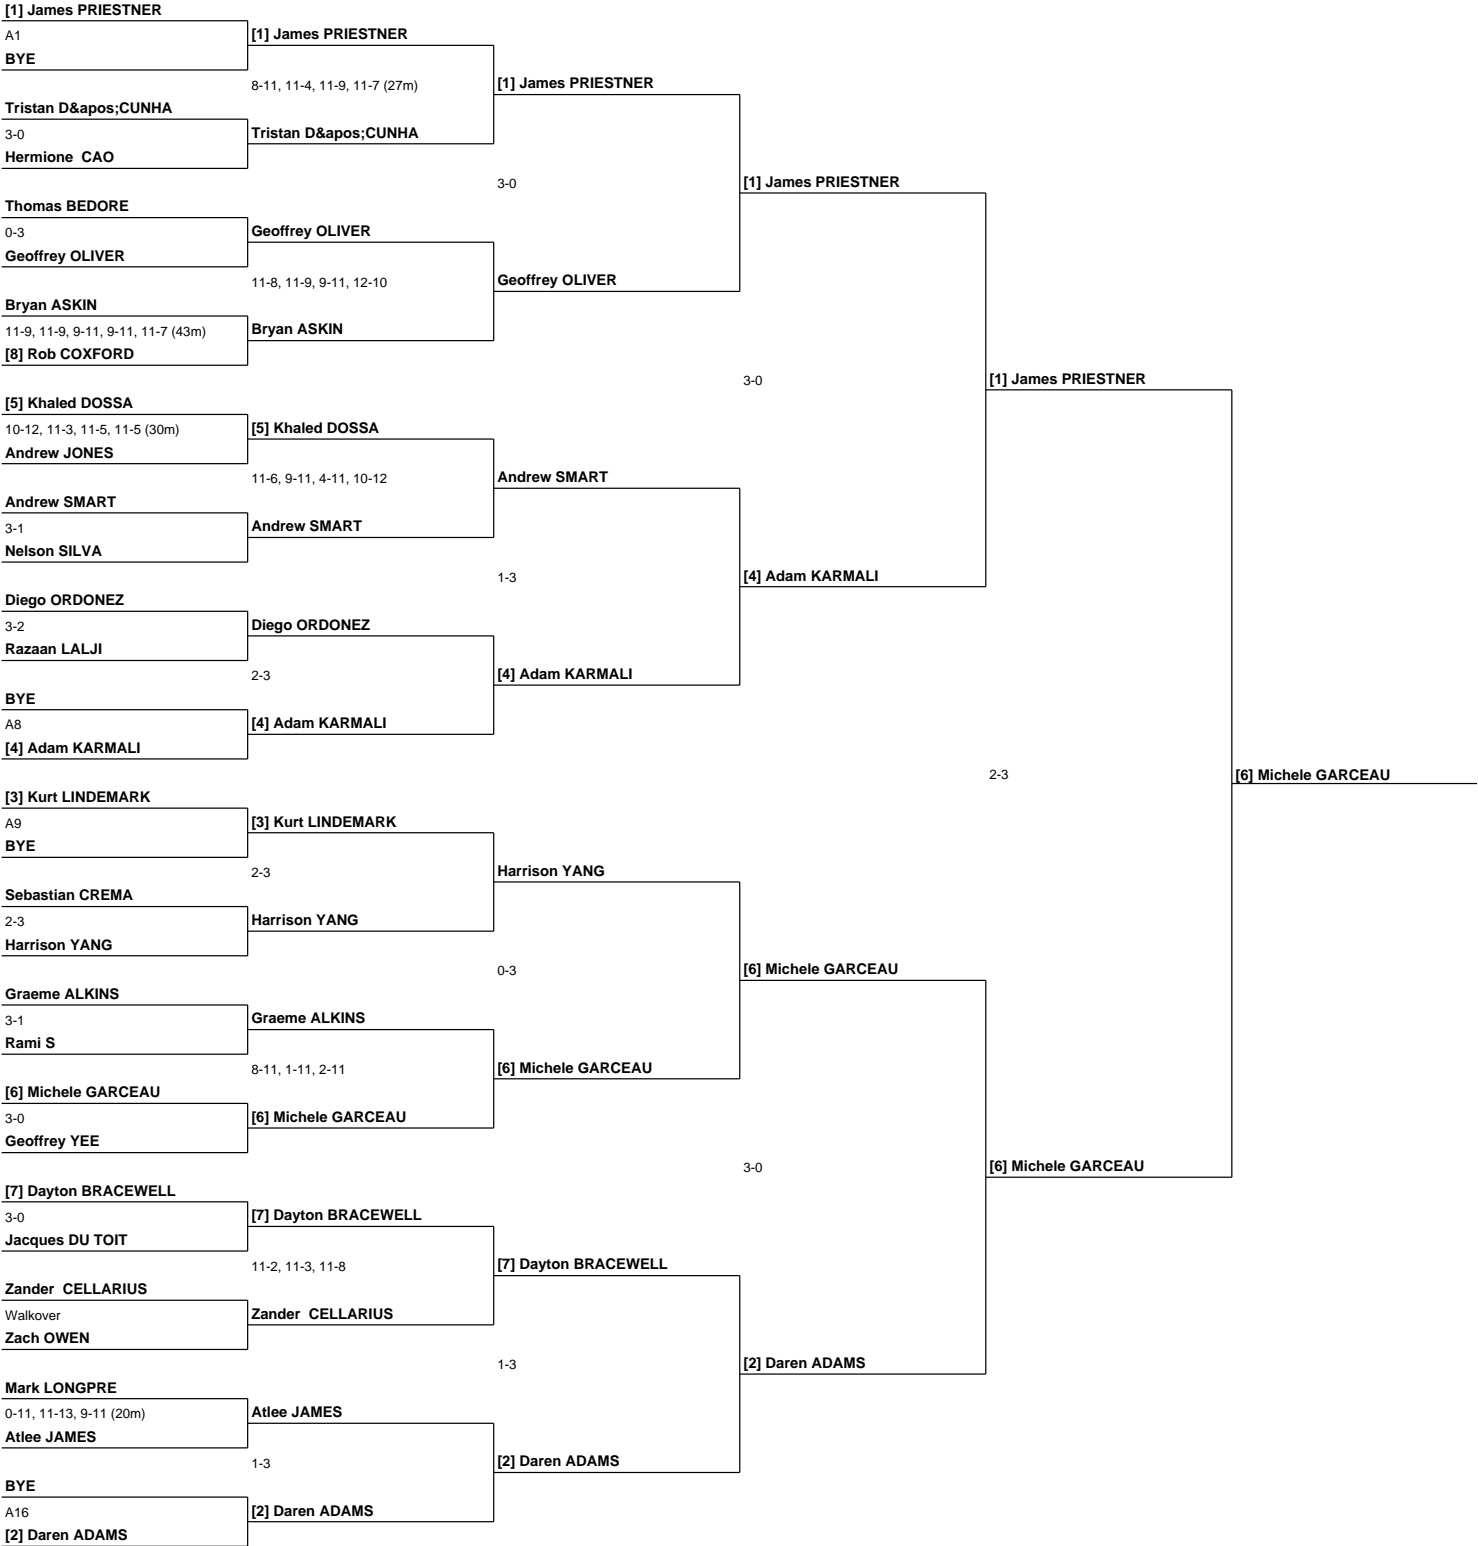 [1] James PRIESTNER
A1
BYE
Tristan D&apos;CUNHA
3-0
Hermione  CAO
Thomas BEDORE
0-3
Geoffrey OLIVER
Bryan ASKIN
11-9, 11-9, 9-11, 9-11, 11-7 (43m)
[8] Rob COXFORD
[5] Khaled DOSSA
10-12, 11-3, 11-5, 11-5 (30m)
Andrew JONES
Andrew SMART
3-1
Nelson SILVA
Diego ORDONEZ
3-2
Razaan LALJI
BYE
A8
[4] Adam KARMALI
[3] Kurt LINDEMARK
A9
BYE
Sebastian CREMA
2-3
Harrison YANG
Graeme ALKINS
3-1
Rami S
[6] Michele GARCEAU
3-0
Geoffrey YEE
[7] Dayton BRACEWELL
3-0
Jacques DU TOIT
Zander  CELLARIUS
Walkover
Zach OWEN
Mark LONGPRE
0-11, 11-13, 9-11 (20m)
Atlee JAMES
BYE
A16
[2] Daren ADAMS
[1] James PRIESTNER
8-11, 11-4, 11-9, 11-7 (27m)
Tristan D&apos;CUNHA
Geoffrey OLIVER
11-8, 11-9, 9-11, 12-10
Bryan ASKIN
[5] Khaled DOSSA
11-6, 9-11, 4-11, 10-12
Andrew SMART
Diego ORDONEZ
2-3
[4] Adam KARMALI
[3] Kurt LINDEMARK
2-3
Harrison YANG
Graeme ALKINS
8-11, 1-11, 2-11
[6] Michele GARCEAU
[7] Dayton BRACEWELL
11-2, 11-3, 11-8
Zander  CELLARIUS
Atlee JAMES
1-3
[2] Daren ADAMS
[1] James PRIESTNER
3-0
Geoffrey OLIVER
Andrew SMART
1-3
[4] Adam KARMALI
Harrison YANG
0-3
[6] Michele GARCEAU
[7] Dayton BRACEWELL
1-3
[2] Daren ADAMS
[1] James PRIESTNER
3-0
[4] Adam KARMALI
[6] Michele GARCEAU
3-0
[2] Daren ADAMS
[1] James PRIESTNER
2-3
[6] Michele GARCEAU
[6] Michele GARCEAU